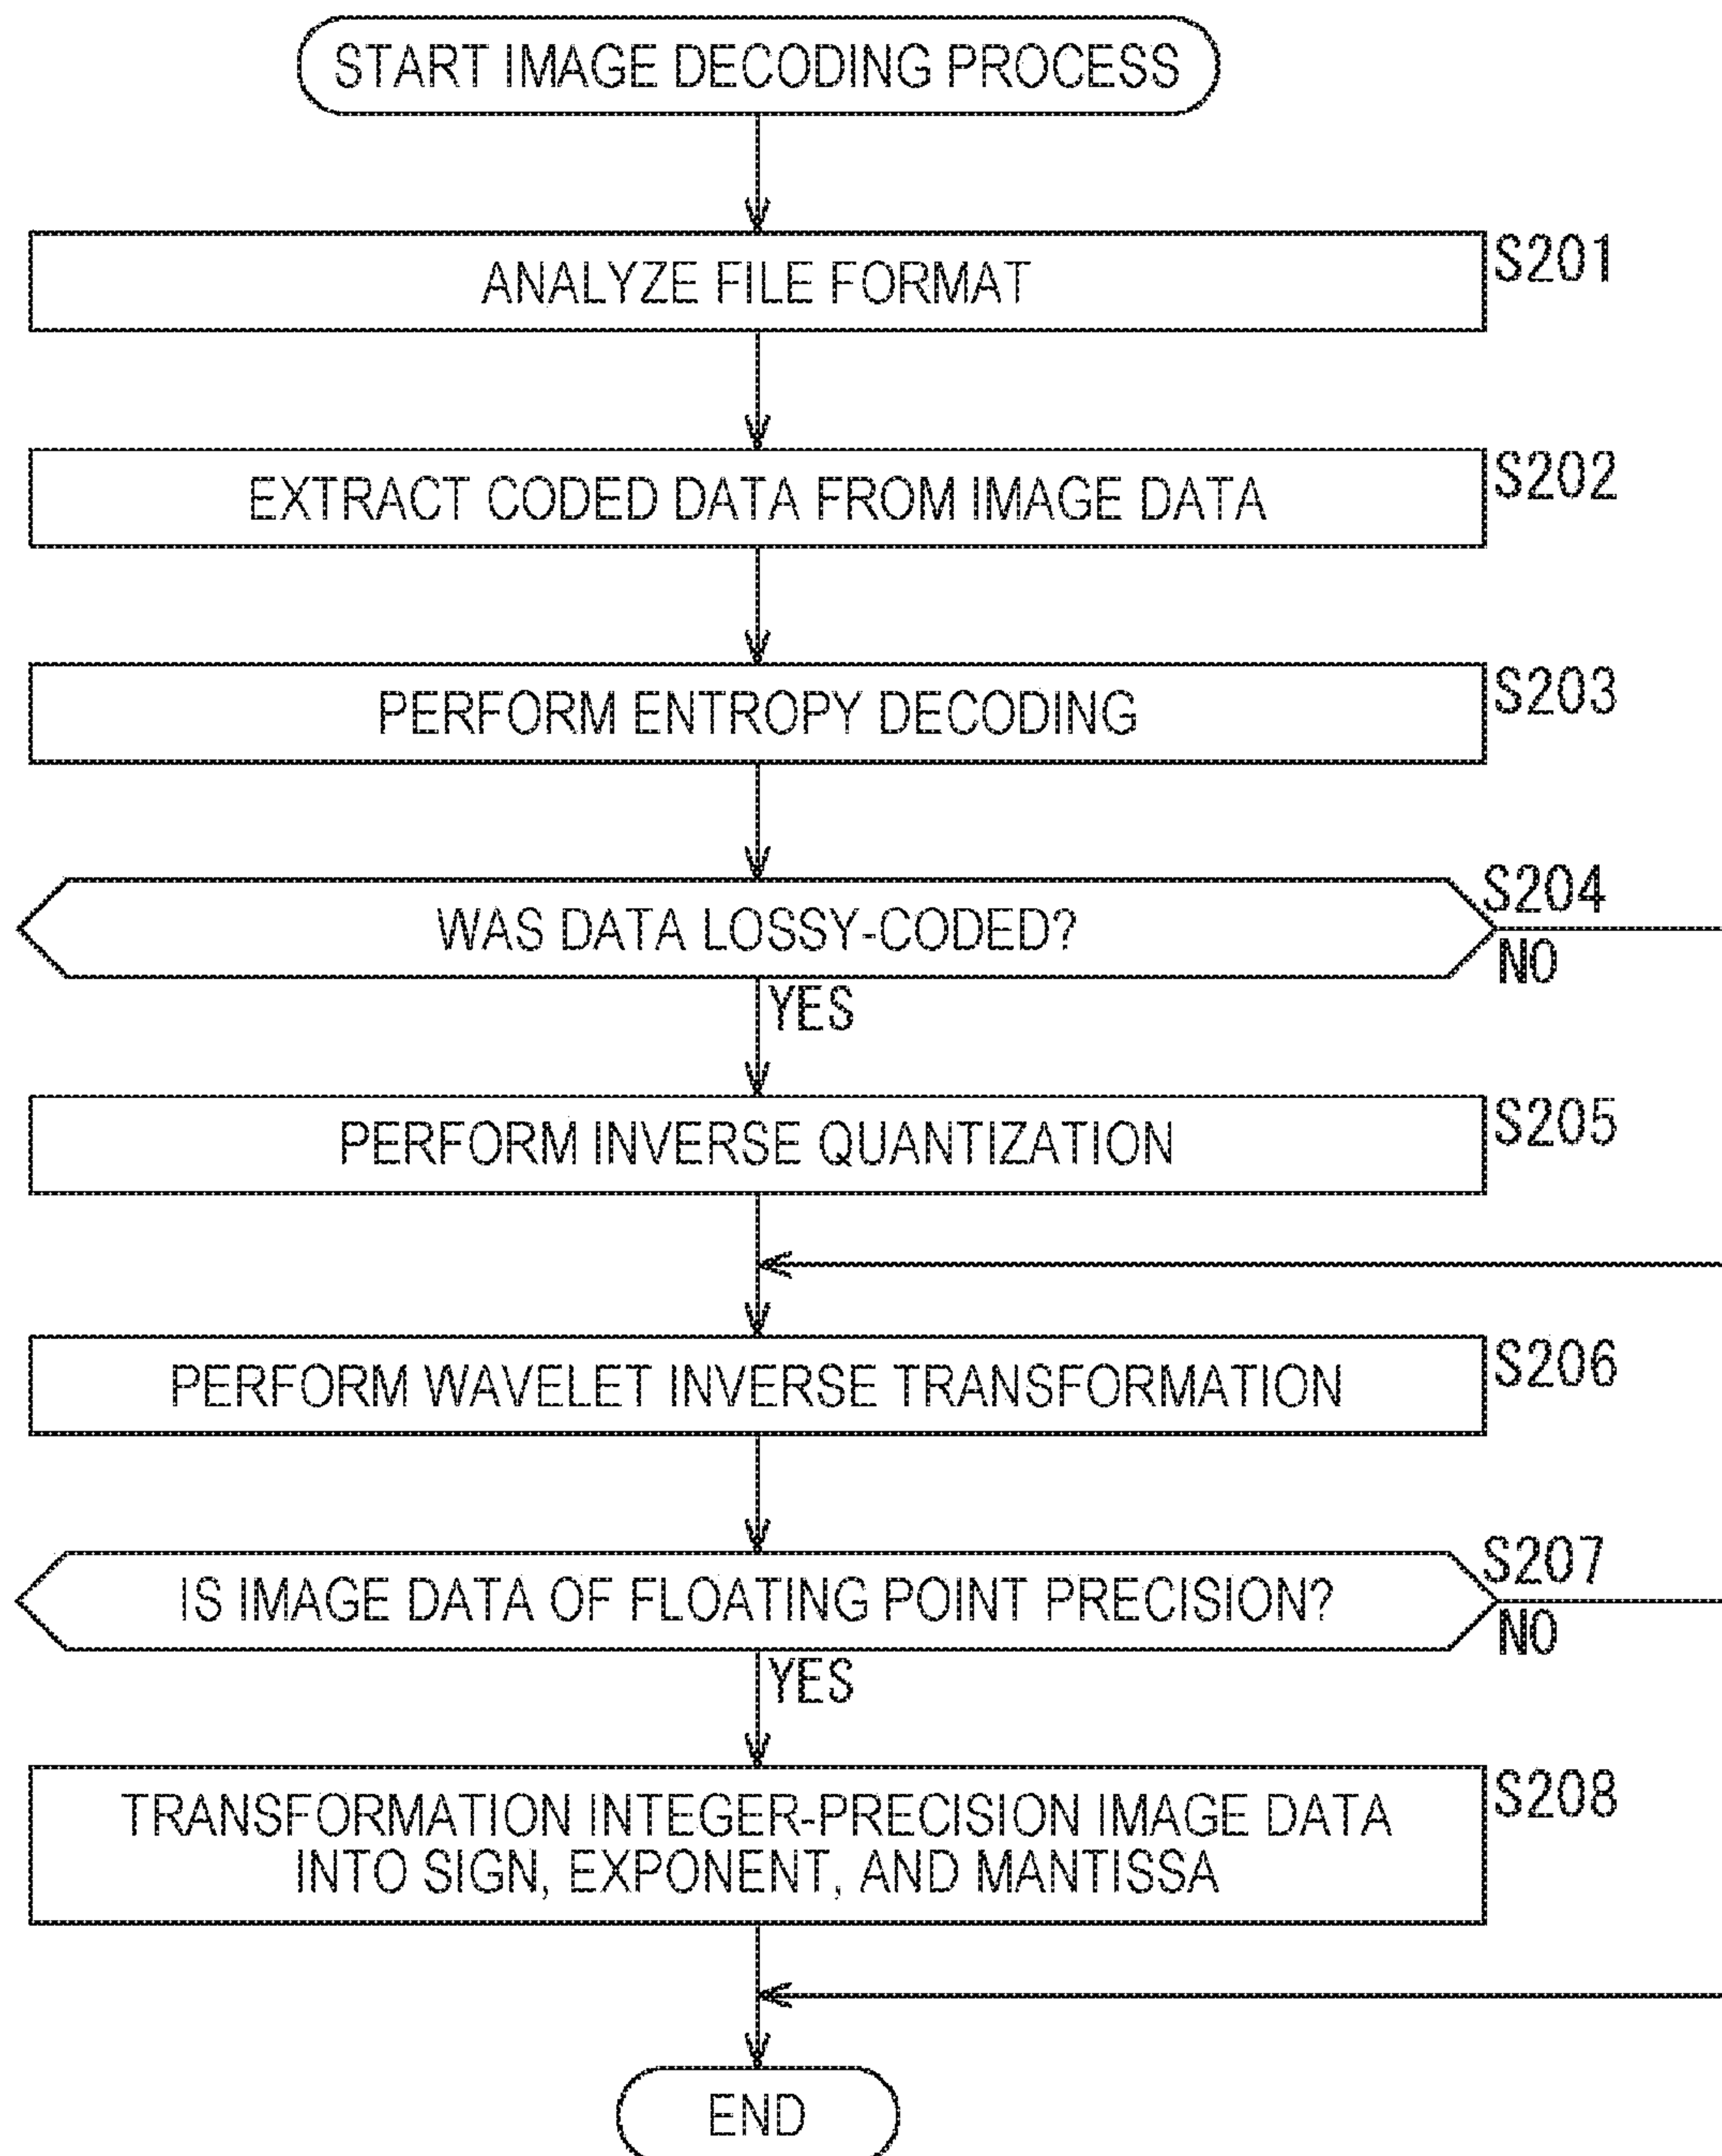 START IMAGE DECODING PROCESS
ANALYZE FILE FORMAT
S201
EXTRACT CODED DATA FROM IMAGE DATA
S202
PERFORM ENTROPY DECODING
S203
WAS DATA LOSSY-CODED?
S204
NO
YES
PERFORM INVERSE QUANTIZATION
S205
PERFORM WAVELET INVERSE TRANSFORMATION
S206
IS IMAGE DATA OF FLOATING POINT PRECISION?
S207
NO
YES
TRANSFORMATION INTEGER-PRECISION IMAGE DATA
INTO SIGN, EXPONENT, AND MANTISSA
S208
END